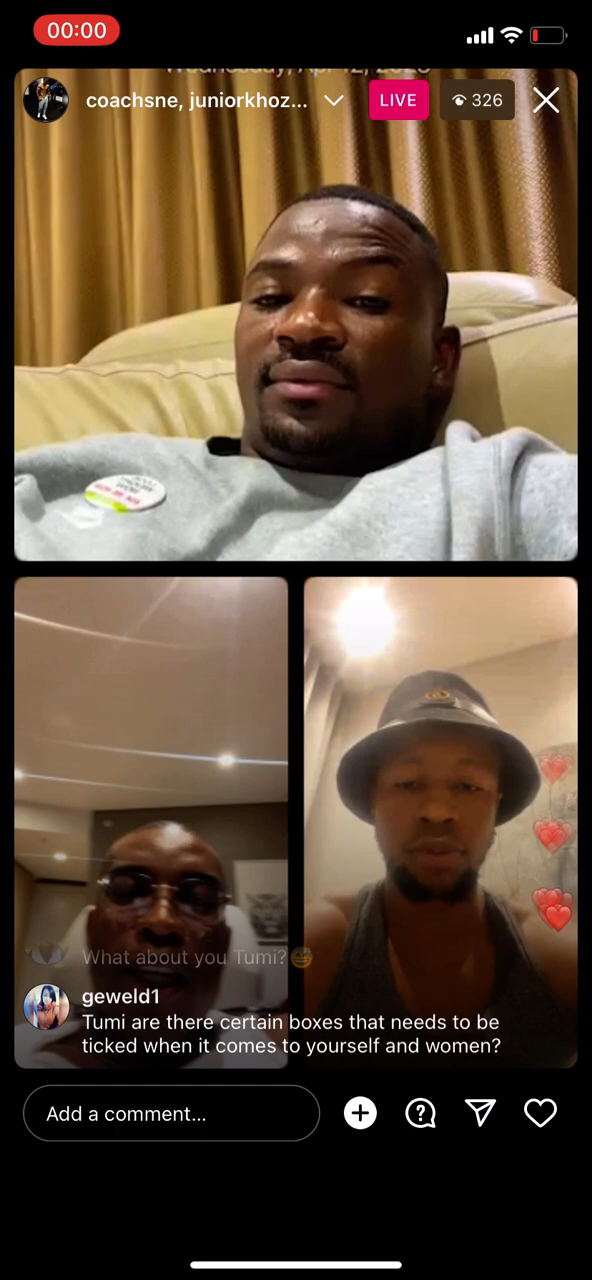 00:00
coachsne, juniorkhoz...
LIVE
326
What about you Tumi?😅
geweld1
Tumi are there certain boxes that needs to be
ticked when it comes to yourself and women?
Add a comment...